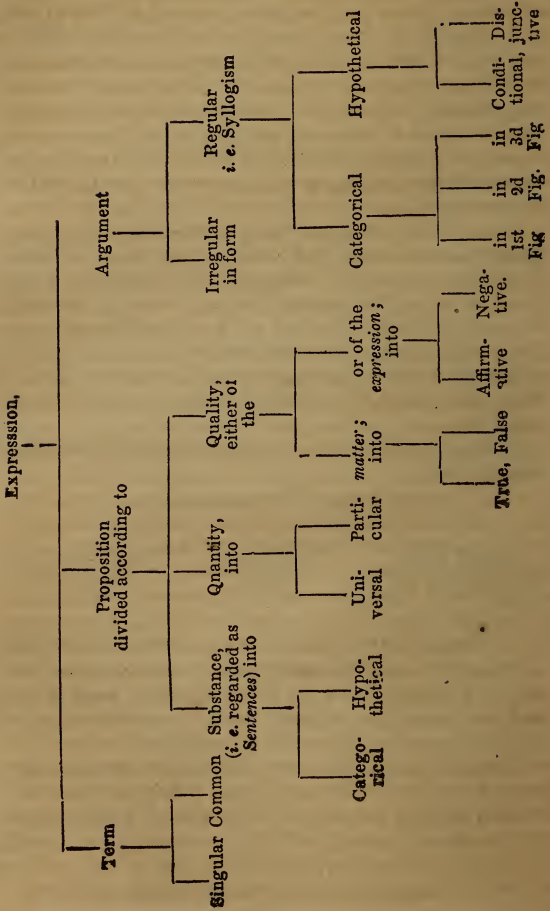 Expresssion,
Term
Singular Common
Proposition
divided according to
Substance,
(i. e. regarded as
Sentences) into
Catego-
rical
Hypo-
thetical
Qnantity,
into
Uni-
versal
Parti-
cular
Quality,
either of
the
matter;
into
True, False
or of the
expression;
into
Affirm-
ative
Nega-
tive.
Argument
Irregular
in form
Regular
i. e. Syllogism
Categorical
in
1st
Fig
in
2d
Fig.
in
3d
Fig
Hypothetical
Condi-
tional,
Dis-
junc-
tive